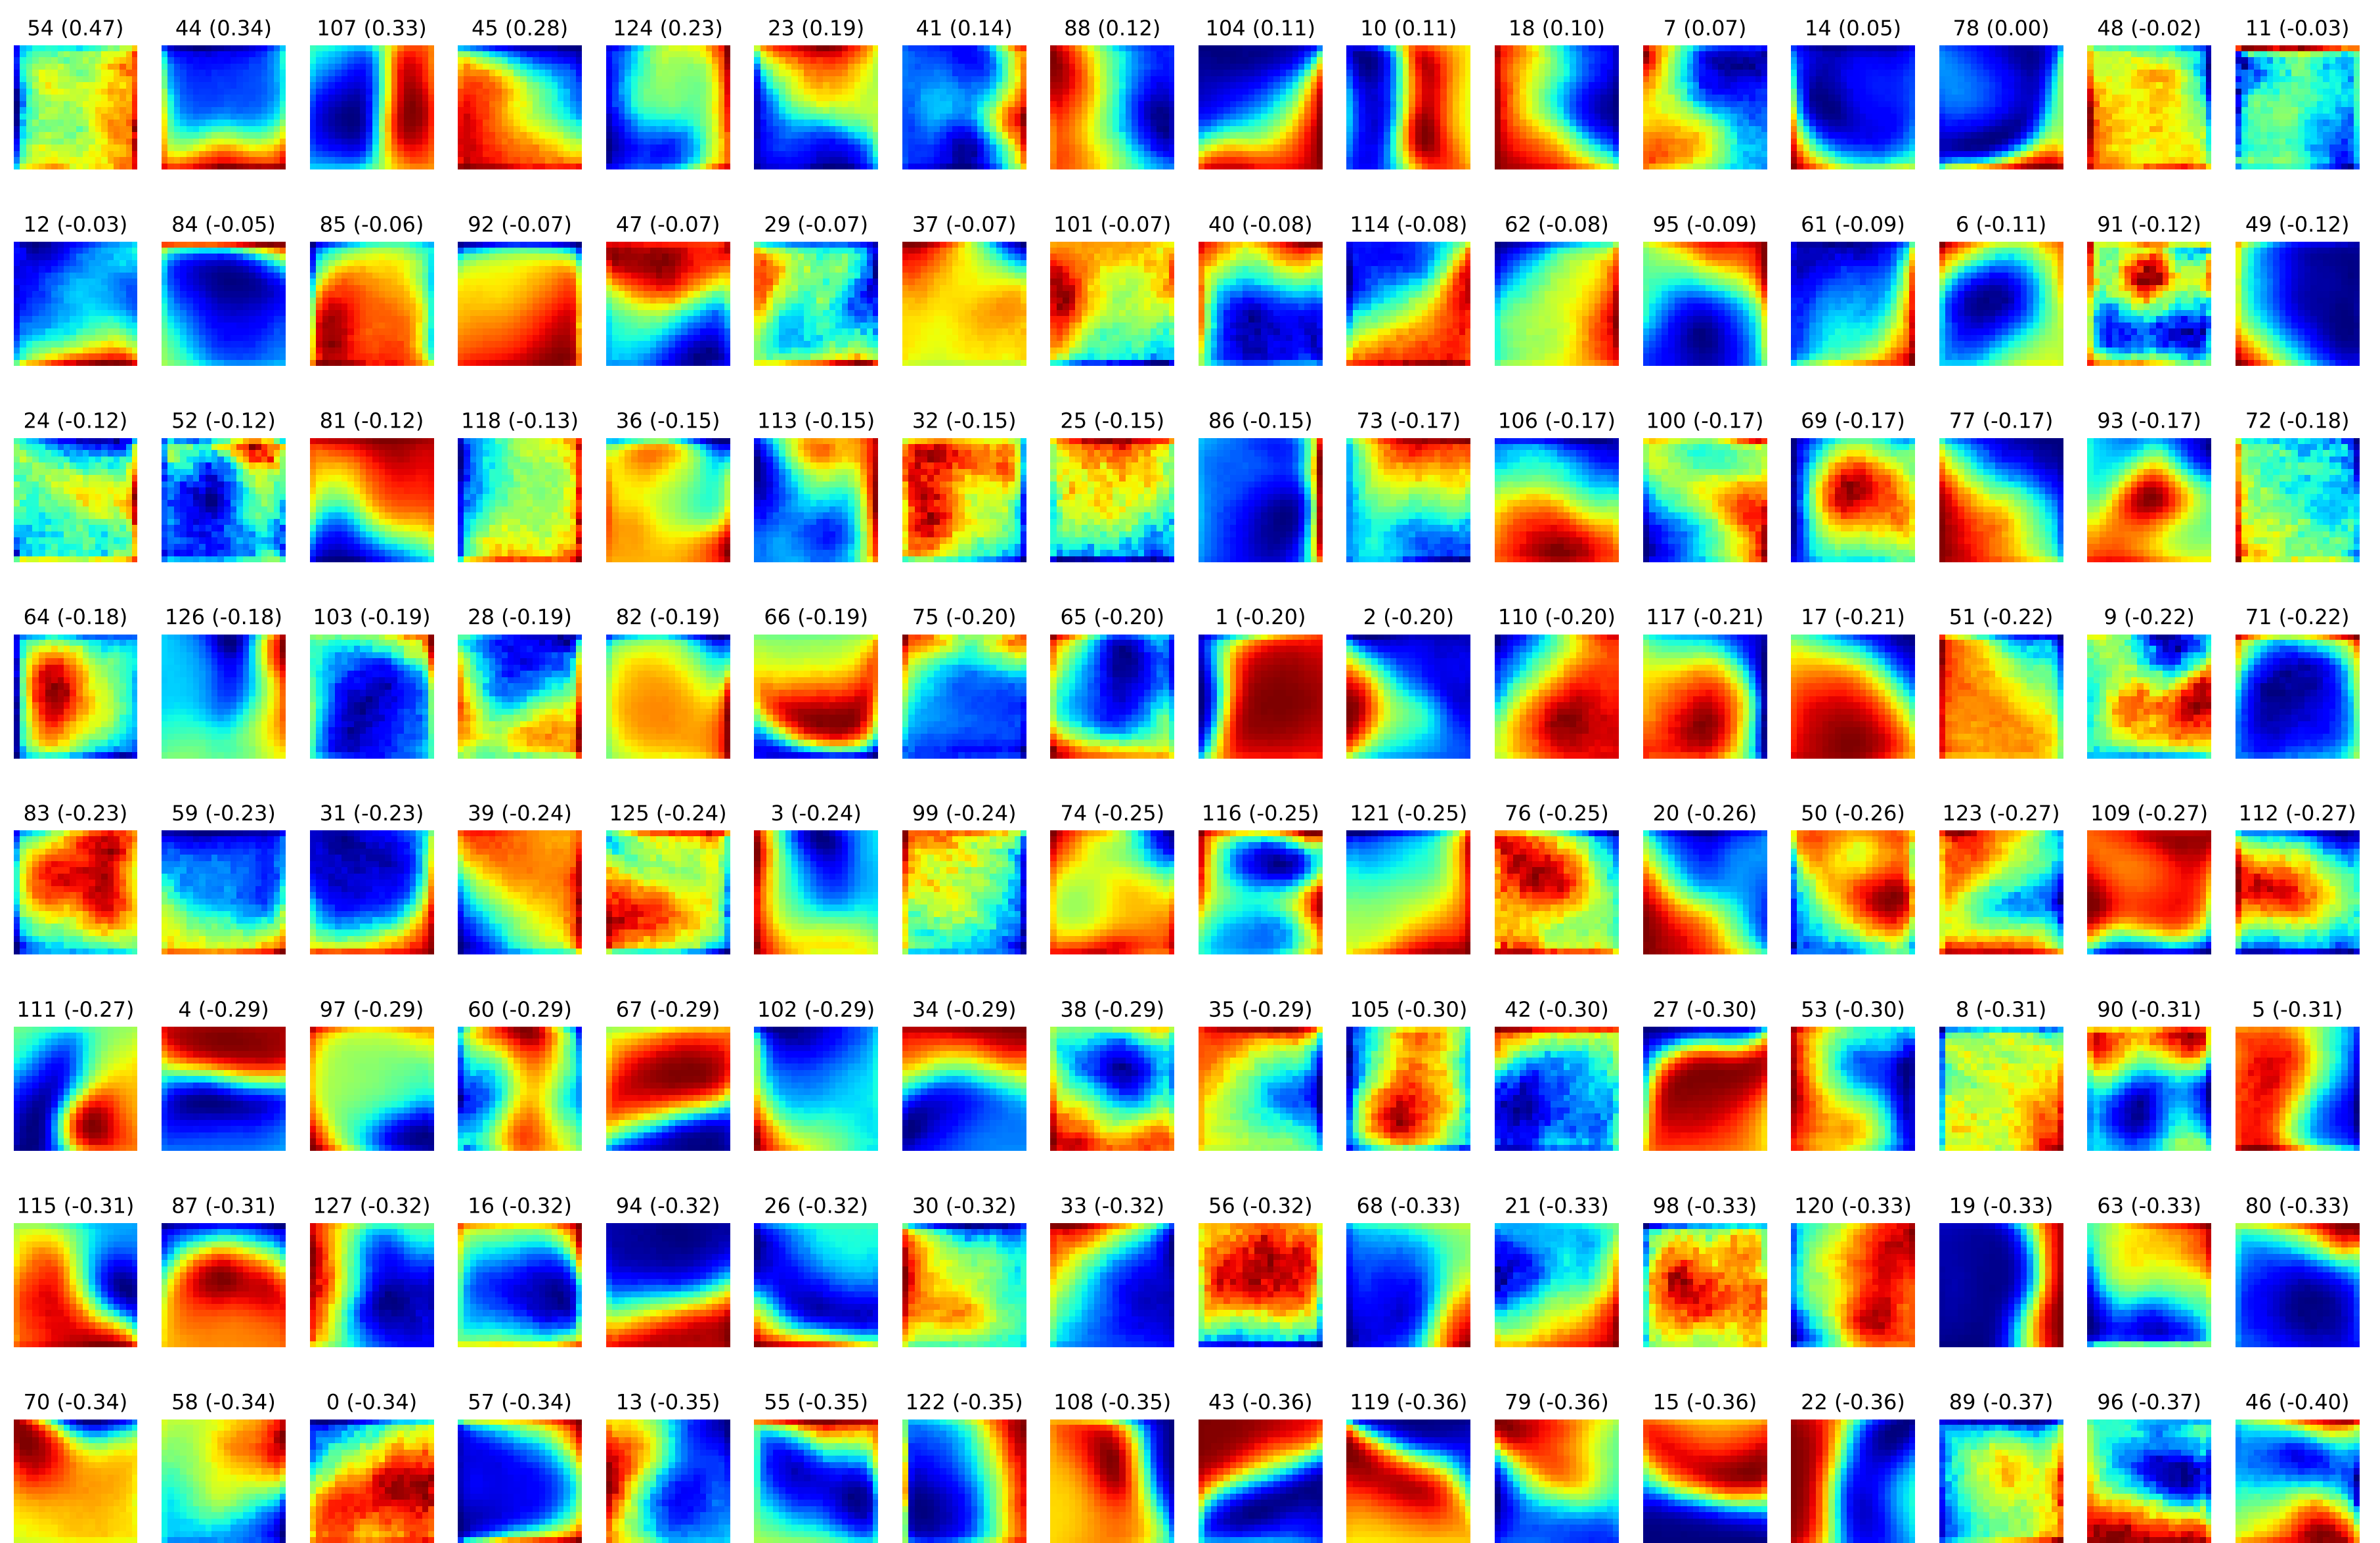 54 (0.47) 44 (0.34) 107 (0.33) 45 (0.28) 124 (0.23) 23 (0.19) 41 (0.14) 88 (0.12) 104 (0.11) 10 (0.11) 18 (0.10) 7 (0.07) 14 (0.05) 78 (0.00) 48 (-0.02) 11 (-0.03)
12 (-0.03) 84 (-0.05) 85 (-0.06) 92 (-0.07) 47 (-0.07) 29 (-0.07) 37 (-0.07) 101 (-0.07) 40 (-0.08) 114 (-0.08) 62 (-0.08) 95 (-0.09) 61 (-0.09) 6 (-0.11) 91 (-0.12) 49 (-0.12)
24 (-0.12) 52 (-0.12) 81 (-0.12) 118 (-0.13) 36 (-0.15) 113 (-0.15) 32 (-0.15) 25 (-0.15) 86 (-0.15) 73 (-0.17) 106 (-0.17) 100 (-0.17) 69 (-0.17) 77 (-0.17) 93 (-0.17) 72 (-0.18)
64 (-0.18) 126 (-0.18) 103 (-0.19) 28 (-0.19) 82 (-0.19) 66 (-0.19) 75 (-0.20) 65 (-0.20) 1 (-0.20) 2 (-0.20) 110 (-0.20) 117 (-0.21) 17 (-0.21) 51 (-0.22) 9 (-0.22) 71 (-0.22)
83 (-0.23) 59 (-0.23) 31 (-0.23) 39 (-0.24) 125 (-0.24) 3 (-0.24) 99 (-0.24) 74 (-0.25) 116 (-0.25) 121 (-0.25) 76 (-0.25) 20 (-0.26) 50 (-0.26) 123 (-0.27) 109 (-0.27) 112 (-0.27)
111 (-0.27) 4 (-0.29) 97 (-0.29) 60 (-0.29) 67 (-0.29) 102 (-0.29) 34 (-0.29) 38 (-0.29) 35 (-0.29) 105 (-0.30) 42 (-0.30) 27 (-0.30) 53 (-0.30) 8 (-0.31) 90 (-0.31) 5 (-0.31)
115 (-0.31) 87 (-0.31) 127 (-0.32) 16 (-0.32) 94 (-0.32) 26 (-0.32) 30 (-0.32) 33 (-0.32) 56 (-0.32) 68 (-0.33) 21 (-0.33) 98 (-0.33) 120 (-0.33) 19 (-0.33) 63 (-0.33) 80 (-0.33)
70 (-0.34) 58 (-0.34) 0 (-0.34) 57 (-0.34) 13 (-0.35) 55 (-0.35) 122 (-0.35) 108 (-0.35) 43 (-0.36) 119 (-0.36) 79 (-0.36) 15 (-0.36) 22 (-0.36) 89 (-0.37) 96 (-0.37) 46 (-0.40)